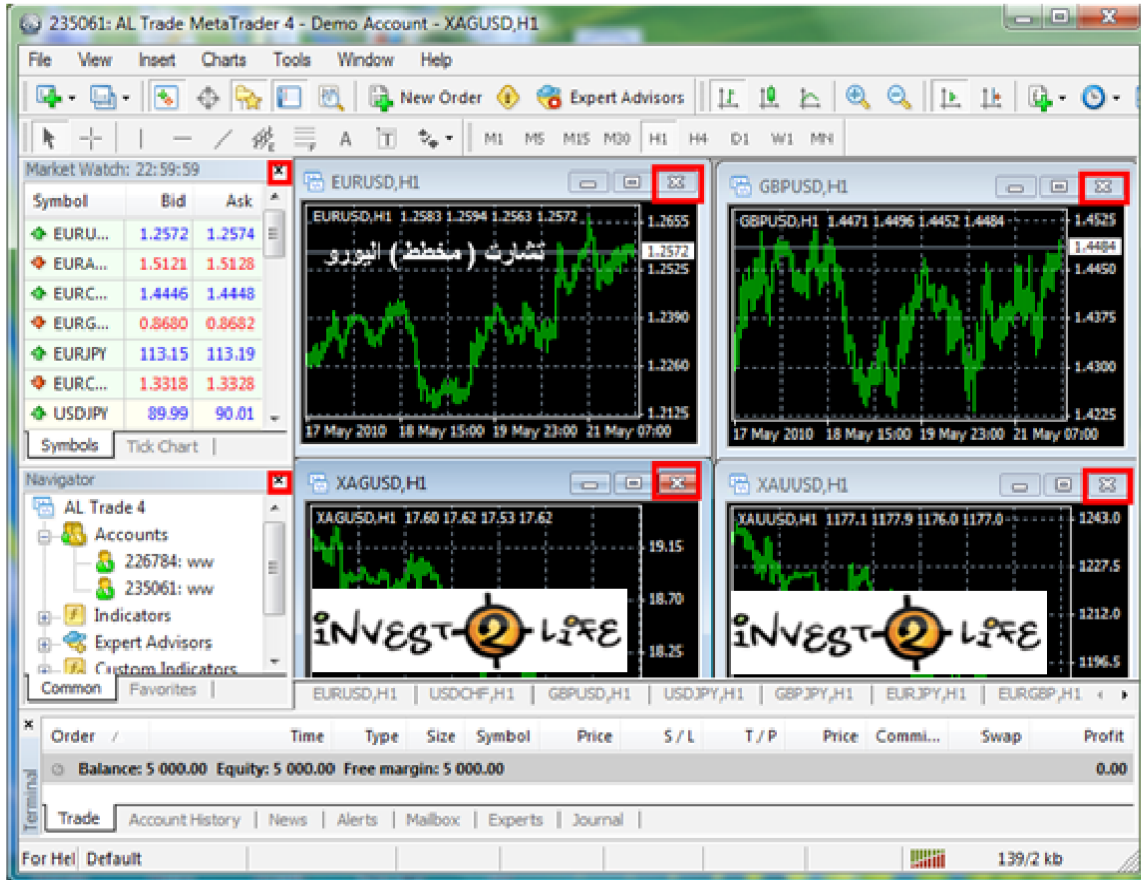 235061: AL Trade MetaTrader 4 - Demo Account - XAGUSD,H1
File View Insert Charts Tools Window Help
New Order Expert Advisors
A T M1 M5 M15 M30 H1 H4 D1 W1 MN
Market Watch: 22:59:59
Symbol Bid Ask
EURU... 1.2572 1.2574
EURA... 1.5121 1.5128
EURC... 1.4446 1.4448
EURG... 0.8680 0.8682
EURJPY 113.15 113.19
EURC... 1.3318 1.3328
USDJPY 89.99 90.01
Symbols Tick Chart
EURUSD,H1
EURUSD,H1 1.2583 1.2594 1.2563 1.2572
تشارت ( مخطط ) اليورو
1.2655
1.2572
1.2525
1.2390
1.2260
1.2125
17 May 2010 18 May 15:00 19 May 23:00 21 May 07:00
GBPUSD,H1
GBPUSD,H1 1.4471 1.4496 1.4452 1.4484
1.4525
1.4484
1.4450
1.4375
1.4300
1.4225
17 May 2010 18 May 15:00 19 May 23:00 21 May 07:00
Navigator
AL Trade 4
Accounts
226784: ww
235061: ww
Indicators
Expert Advisors
Custom Indicators
Common Favorites
XAGUSD,H1
XAGUSD,H1 17.60 17.62 17.53 17.62
19.15
18.70
18.25
iNVEST-2-LiFE
XAUUSD,H1
XAUUSD,H1 1177.1 1177.9 1176.0 1177.0
1243.0
1227.5
1212.0
1196.5
iNVEST-2-LiFE
EURUSD,H1 USDCHF,H1 GBPUSD,H1 USDJPY,H1 GBPJPY,H1 EURJPY,H1 EURGBP,H1
Order / Time Type Size Symbol Price S / L T / P Price Commi... Swap Profit
Balance: 5 000.00 Equity: 5 000.00 Free margin: 5 000.00 0.00
Terminal
Trade Account History News Alerts Mailbox Experts Journal
For Hel Default 139/2 kb